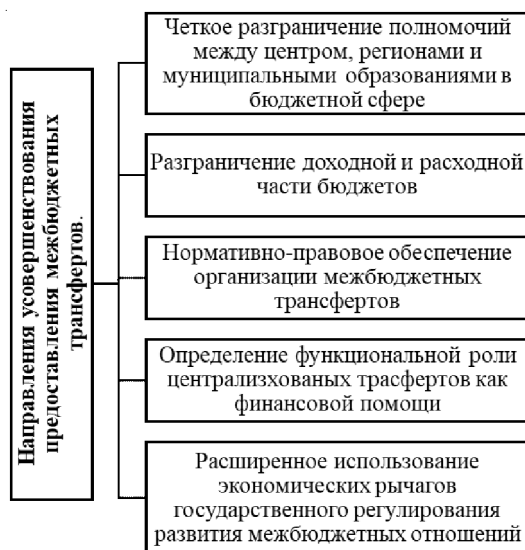 Направления усовершенствования
предоставления межбюджетных
трансфертов.
Четкое разграничение полномочий
между центром, регионами и
муниципальными образованиями в
бюджетной сфере
Разграничение доходной и расходной
части бюджетов
Нормативно-правовое обеспечение
организации межбюджетных
трансфертов
Определение функциональной роли
централизхованых трасфертов как
финансовой помощи
Расширенное использование
экономических рычагов
государственного регулирования
развития межбюджетных отношений